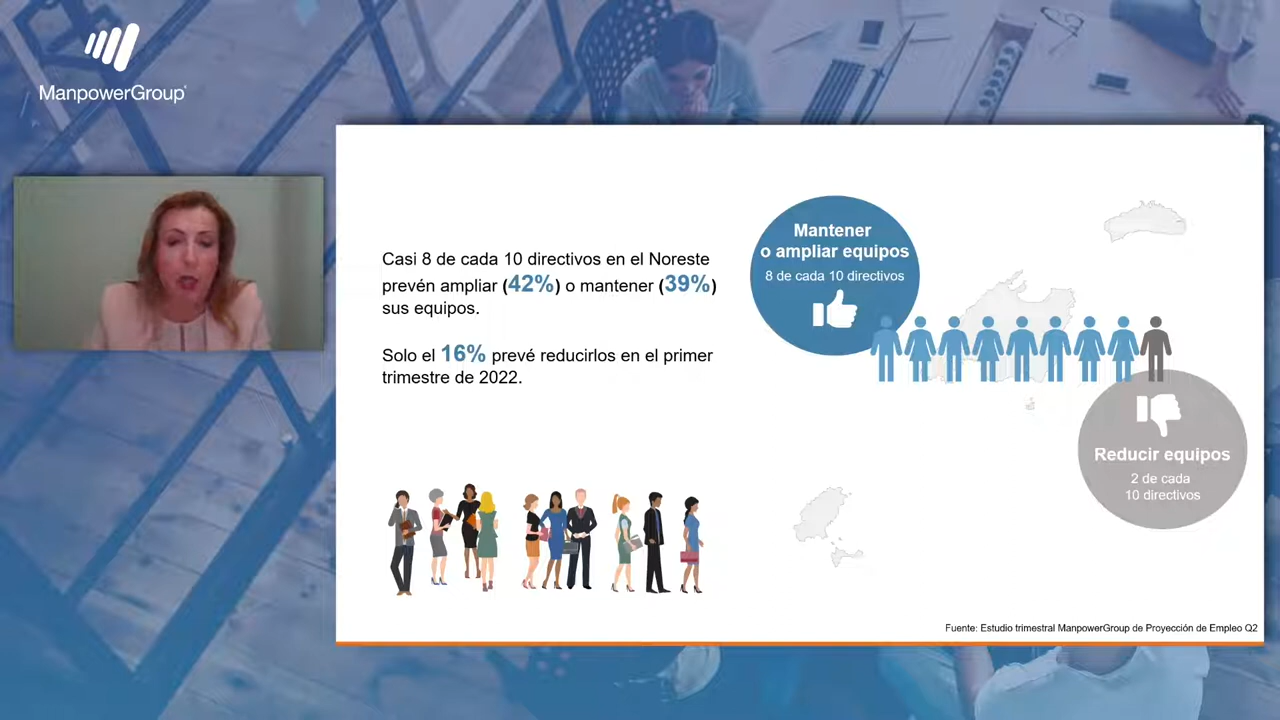 ManpowerGroup
Casi 8 de cada 10 directivos en el Noreste
prevén ampliar (42%) o mantener (39%)
sus equipos.
Solo el 16% prevé reducirlos en el primer
trimestre de 2022.
Mantener
o ampliar equipos
8 de cada 10 directivos
Reducir equipos
2 de cada
10 directivos
Fuente: Estudio trimestral ManpowerGroup de Proyección de Empleo Q2